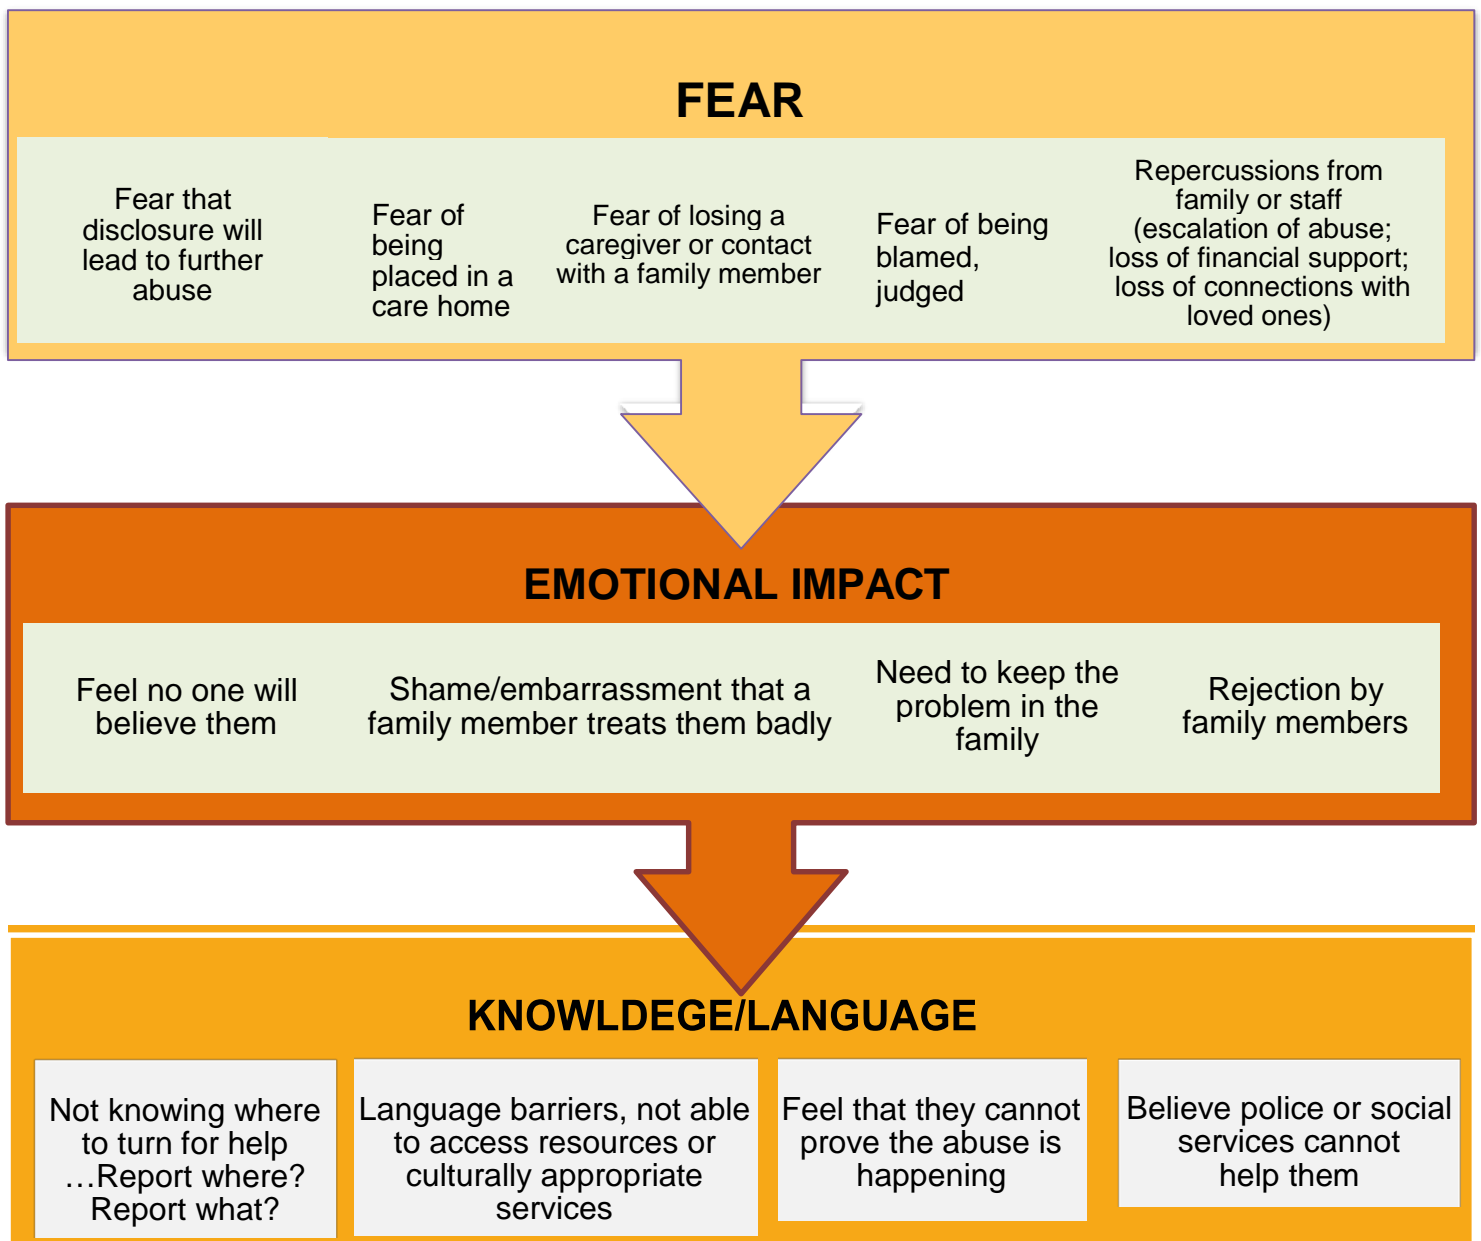 FEAR
Fear that
disclosure will
lead to further
abuse
Fear of
being
placed in a
care home
Fear of losing a
caregiver or contact
with a family member
Fear of being
blamed,
judged
Repercussions from
family or staff
(escalation of abuse;
loss of financial support;
loss of connections with
loved ones)
EMOTIONAL IMPACT
Feel no one will
believe them
Shame/embarrassment that a
family member treats them badly
Need to keep the
problem in the
family
Rejection by
family members
KNOWLDEGE/LANGUAGE
Not knowing where
to turn for help
…Report where?
Report what?
Language barriers, not able
to access resources or
culturally appropriate
services
Feel that they cannot
prove the abuse is
happening
Believe police or social
services cannot
help them